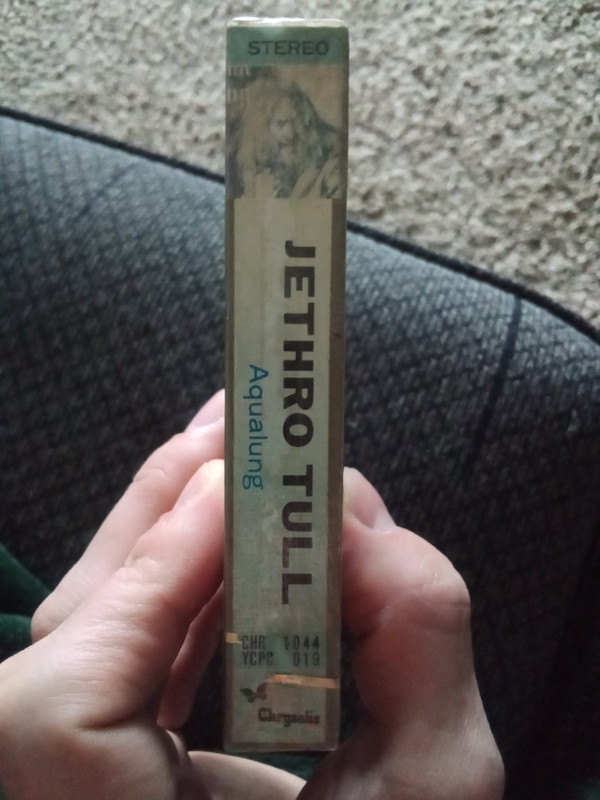 STEREO
JETHRO TULL
Aqualung
CHR 1044
YCPC 010
Chrysalis